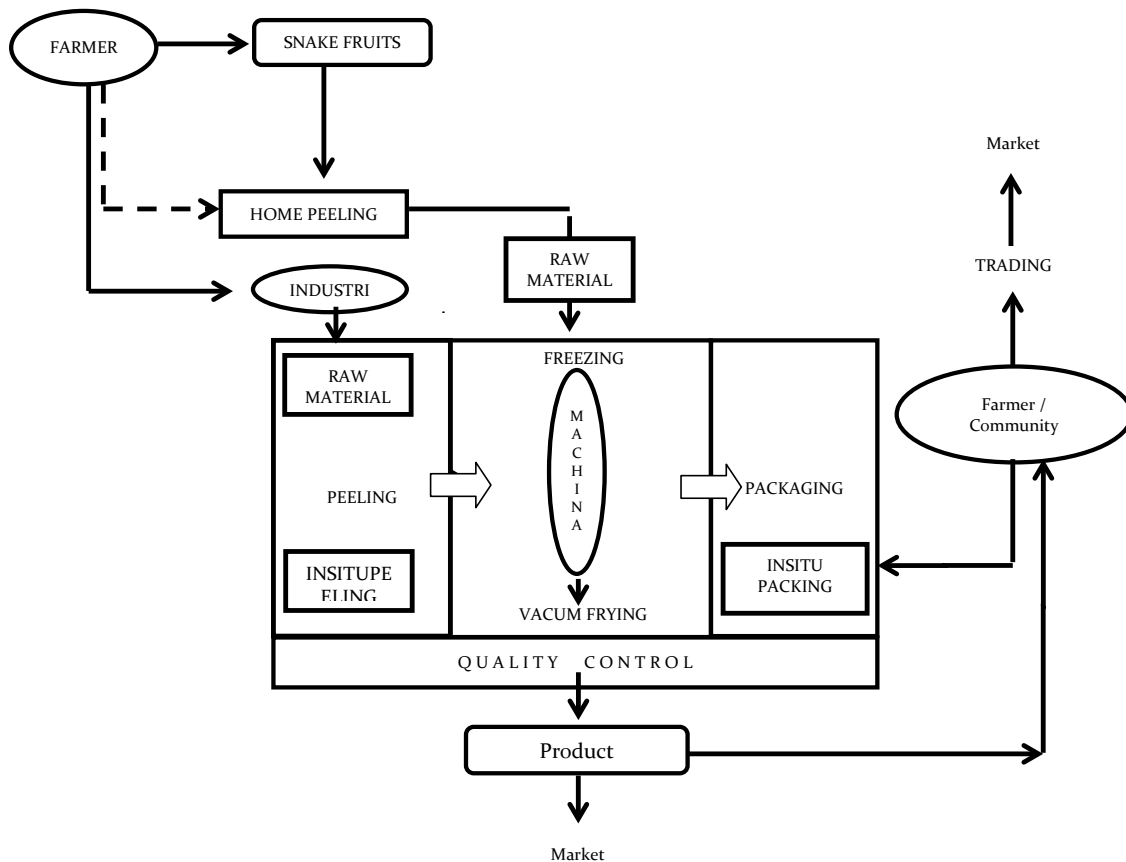 FARMER
SNAKE FRUITS
Market
HOME PEELING
RAW
MATERIAL
TRADING
INDUSTRI
FREEZING
RAW
MATERIAL
Farmer /
Community
M
A
C
H
I
N
A
PEELING
PACKAGING
INSITUPE
ELING
INSITU
PACKING
VACUM FRYING
QUALITY CONTROL
Product
Market